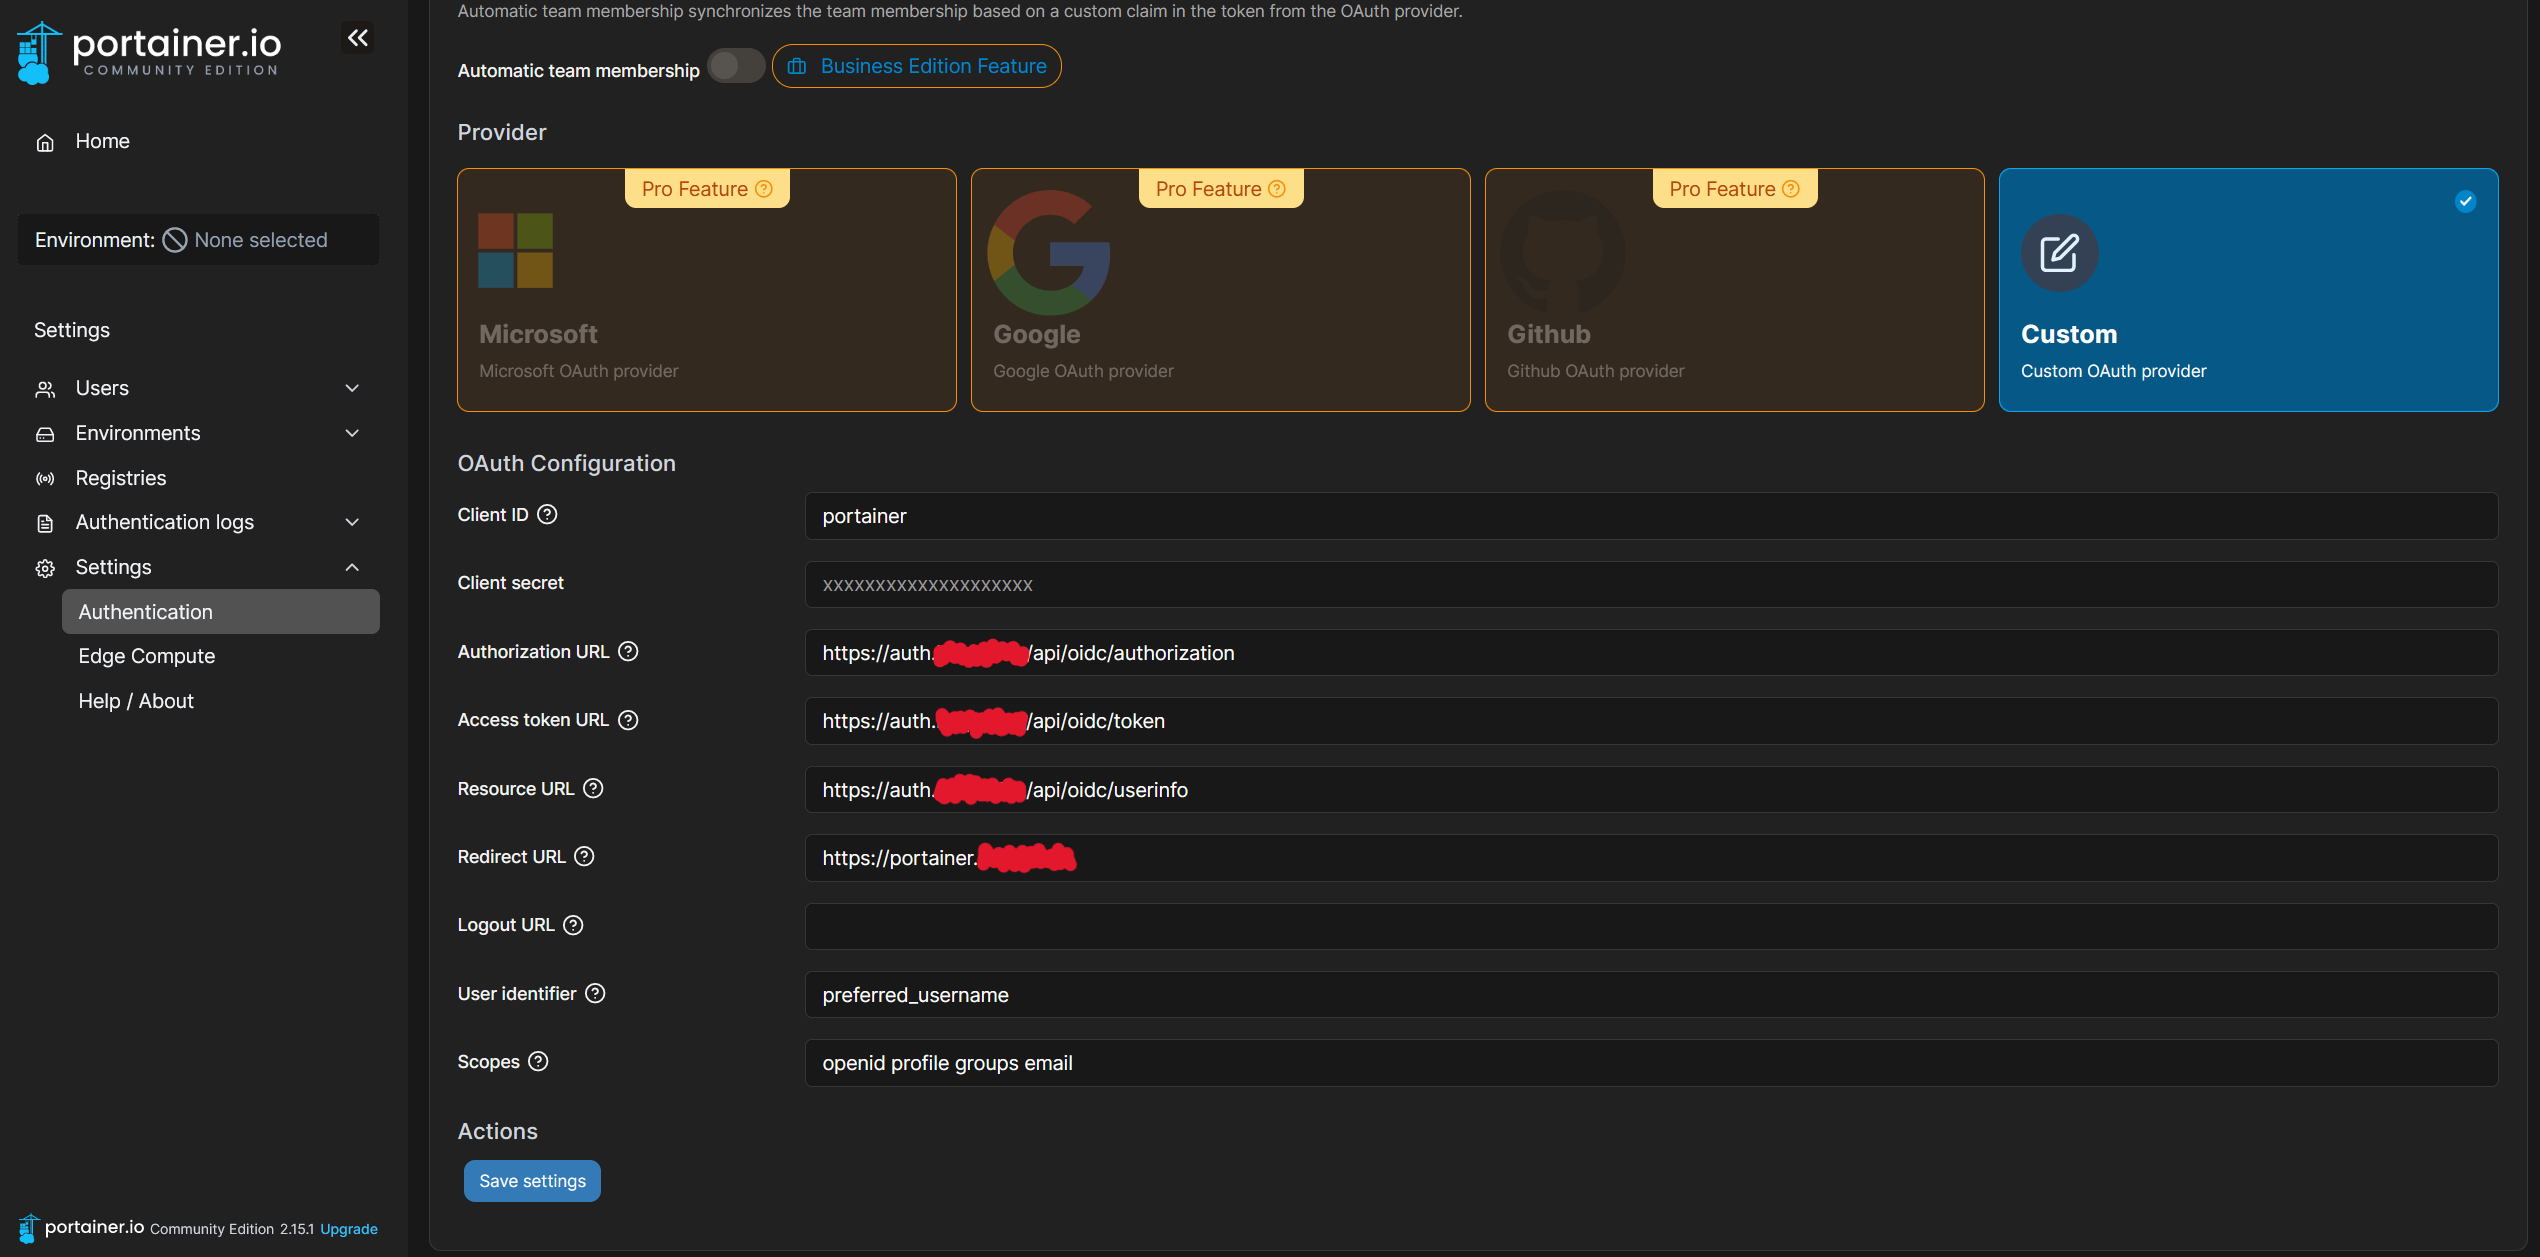 portainer.io
COMMUNITY EDITION
Home
Environment: None selected
Settings
Users
Environments
Registries
Authentication logs
Settings
Authentication
Edge Compute
Help / About
portainer.io Community Edition 2.15.1 Upgrade
Automatic team membership synchronizes the team membership based on a custom claim in the token from the OAuth provider.
Automatic team membership Business Edition Feature
Provider
Pro Feature
Microsoft
Microsoft OAuth provider
Pro Feature
Google
Google OAuth provider
Pro Feature
Github
Github OAuth provider
Custom
Custom OAuth provider
OAuth Configuration
Client ID portainer
Client secret xxxxxxxxxxxxxxxxxxxx
Authorization URL https://auth. /api/oidc/authorization
Access token URL https://auth. /api/oidc/token
Resource URL https://auth. /api/oidc/userinfo
Redirect URL https://portainer.
Logout URL
User identifier preferred_username
Scopes openid profile groups email
Actions
Save settings